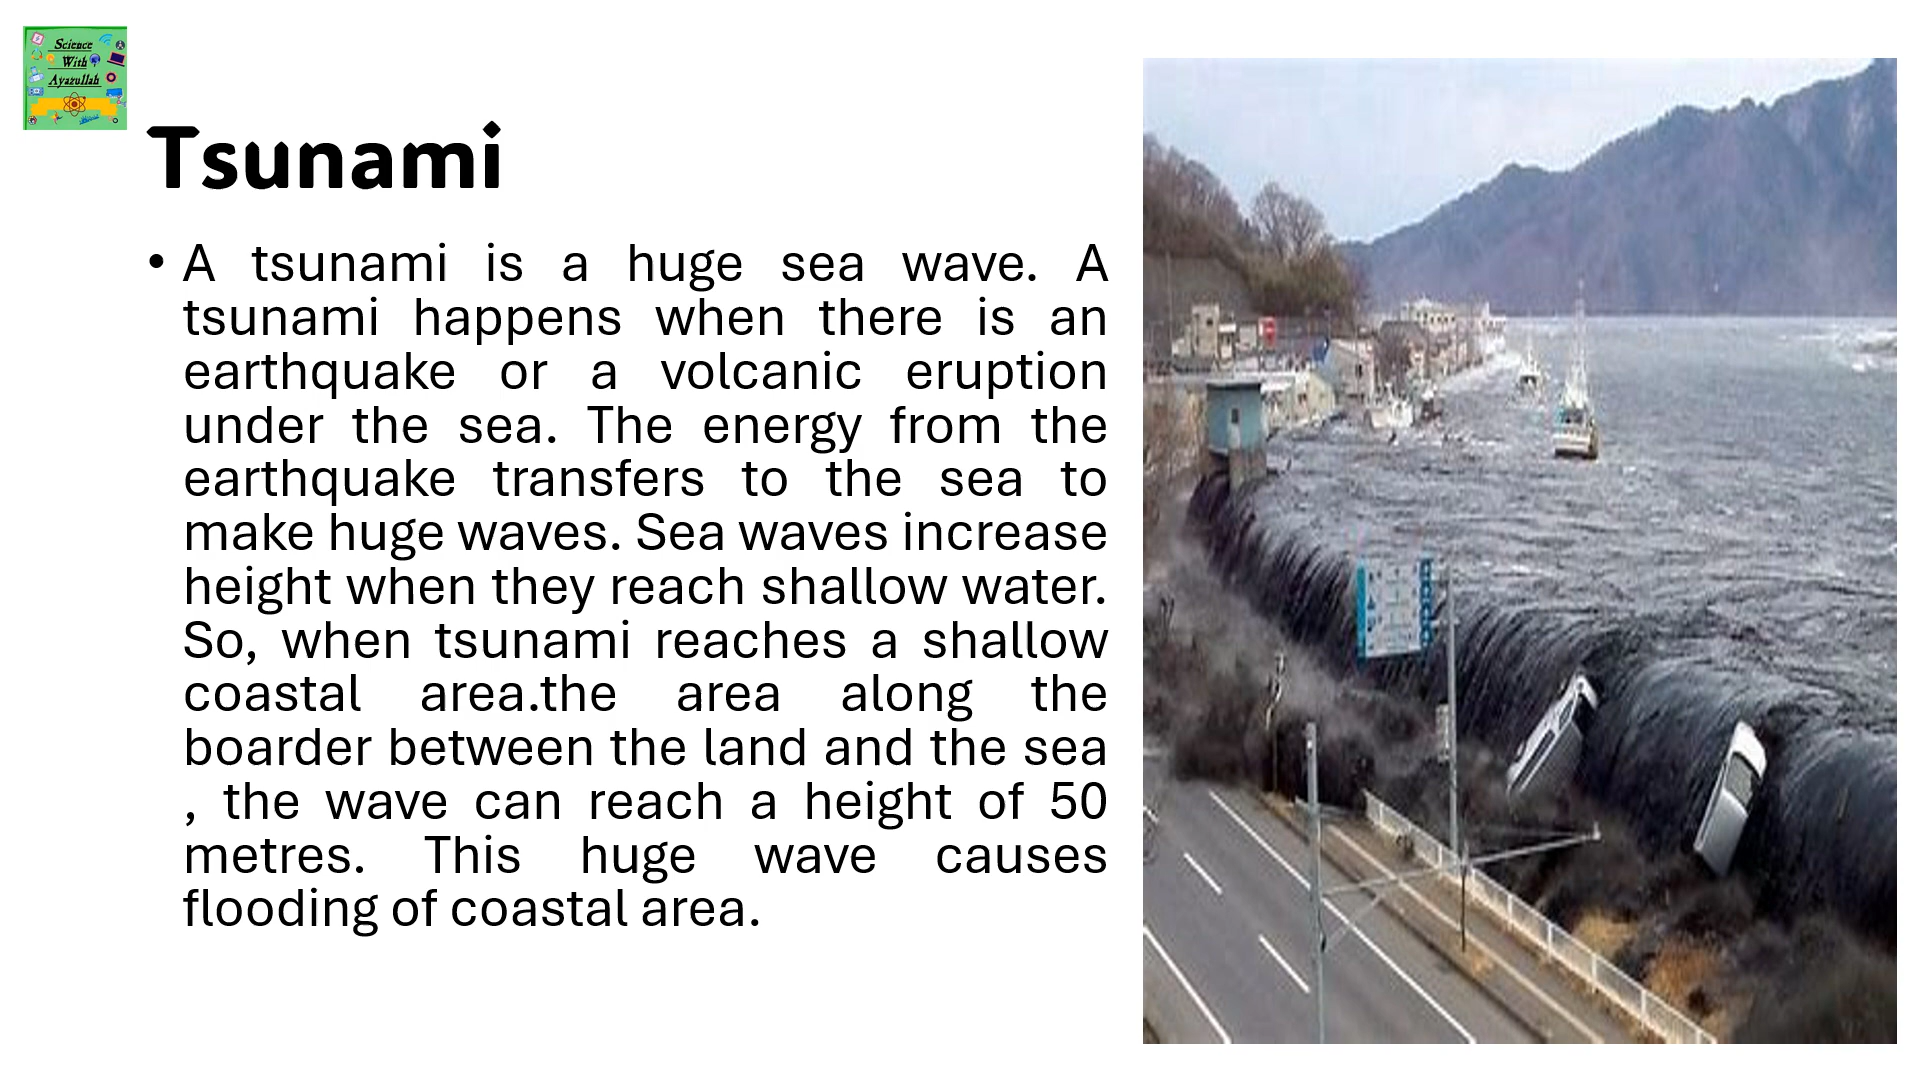 Science
With
Ayazullah
Tsunami
• A tsunami is a huge sea wave. A
tsunami happens when there is an
earthquake or a volcanic eruption
under the sea. The energy from the
earthquake transfers to the sea to
make huge waves. Sea waves increase
height when they reach shallow water.
So, when tsunami reaches a shallow
coastal area.the area along the
boarder between the land and the sea
, the wave can reach a height of 50
metres. This huge wave causes
flooding of coastal area.